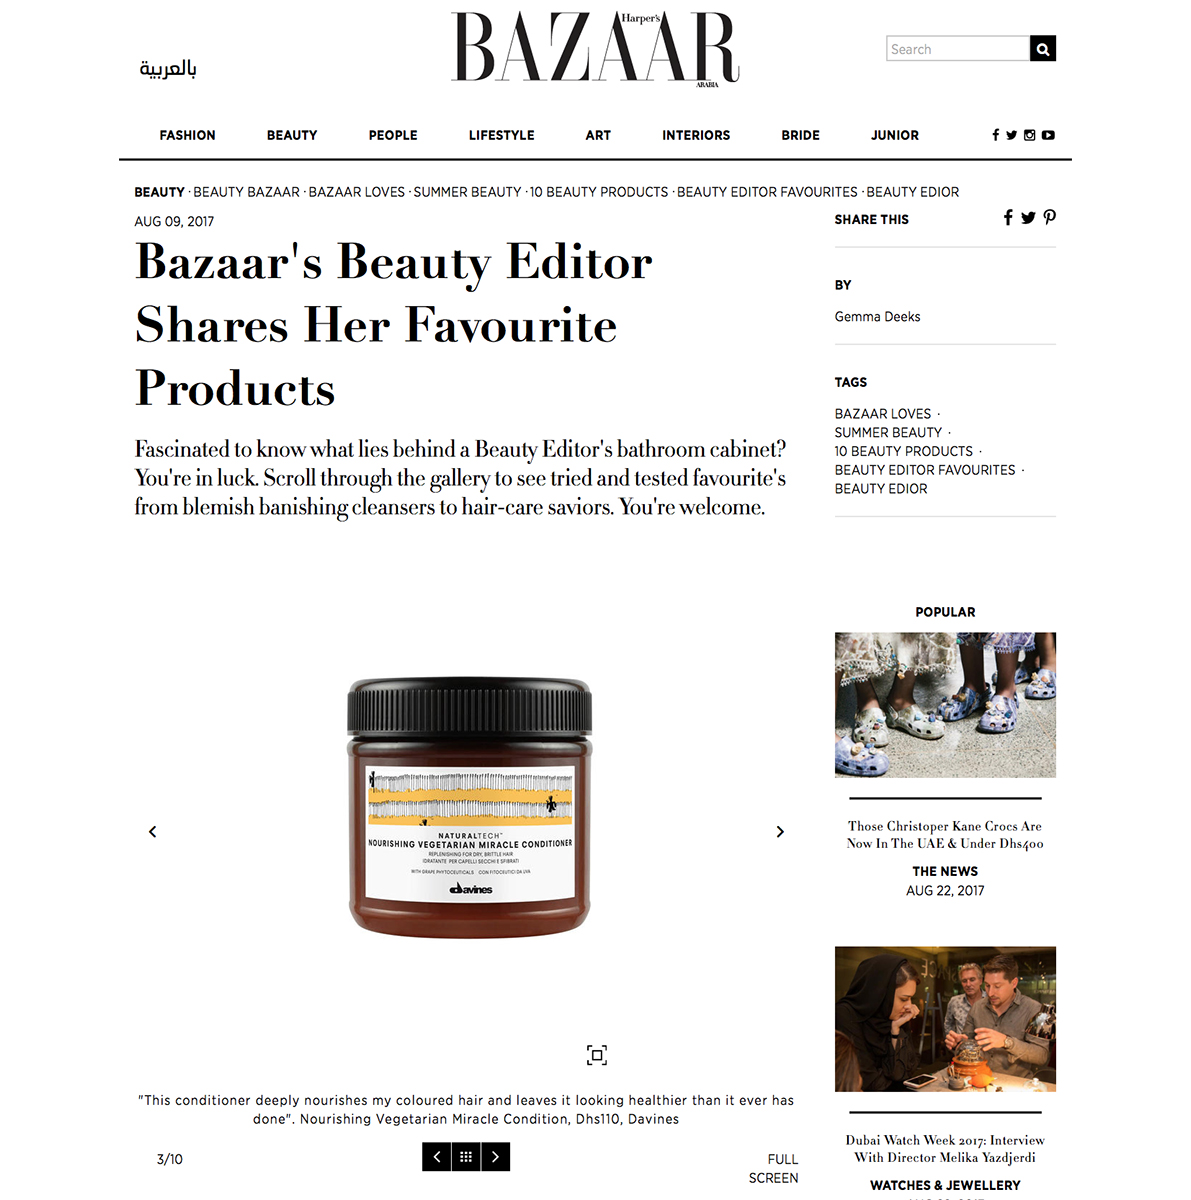 بالعربية
Harper's
BAZAAR
ARABIA
Search
FASHION BEAUTY PEOPLE LIFESTYLE ART INTERIORS BRIDE JUNIOR
BEAUTY · BEAUTY BAZAAR · BAZAAR LOVES · SUMMER BEAUTY · 10 BEAUTY PRODUCTS · BEAUTY EDITOR FAVOURITES · BEAUTY EDIOR
AUG 09, 2017
Bazaar's Beauty Editor
Shares Her Favourite
Products
Fascinated to know what lies behind a Beauty Editor's bathroom cabinet?
You're in luck. Scroll through the gallery to see tried and tested favourite's
from blemish banishing cleansers to hair-care saviors. You're welcome.
NATURALTECH™
NOURISHING VEGETARIAN MIRACLE CONDITIONER
REPLENISHING FOR DRY, BRITTLE HAIR
IDRATANTE PER CAPELLI SECCHI E SFIBRATI
WITH GRAPE PHYTOCEUTICALS CON FITOCEUTICI DA UVA
davines
"This conditioner deeply nourishes my coloured hair and leaves it looking healthier than it ever has
done". Nourishing Vegetarian Miracle Condition, Dhs110, Davines
3/10
FULL
SCREEN
SHARE THIS
BY
Gemma Deeks
TAGS
BAZAAR LOVES ·
SUMMER BEAUTY ·
10 BEAUTY PRODUCTS ·
BEAUTY EDITOR FAVOURITES ·
BEAUTY EDIOR
POPULAR
Those Christoper Kane Crocs Are
Now In The UAE & Under Dhs400
THE NEWS
AUG 22, 2017
Dubai Watch Week 2017: Interview
With Director Melika Yazdjerdi
WATCHES & JEWELLERY